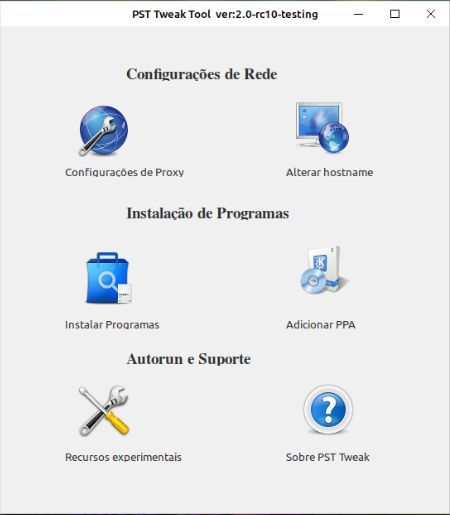 PST Tweak Tool ver:2.0-rc10-testing
Configurações de Rede
Configurações de Proxy
Alterar hostname
Instalação de Programas
Instalar Programas
Adicionar PPA
Autorun e Suporte
Recursos experimentais
Sobre PST Tweak